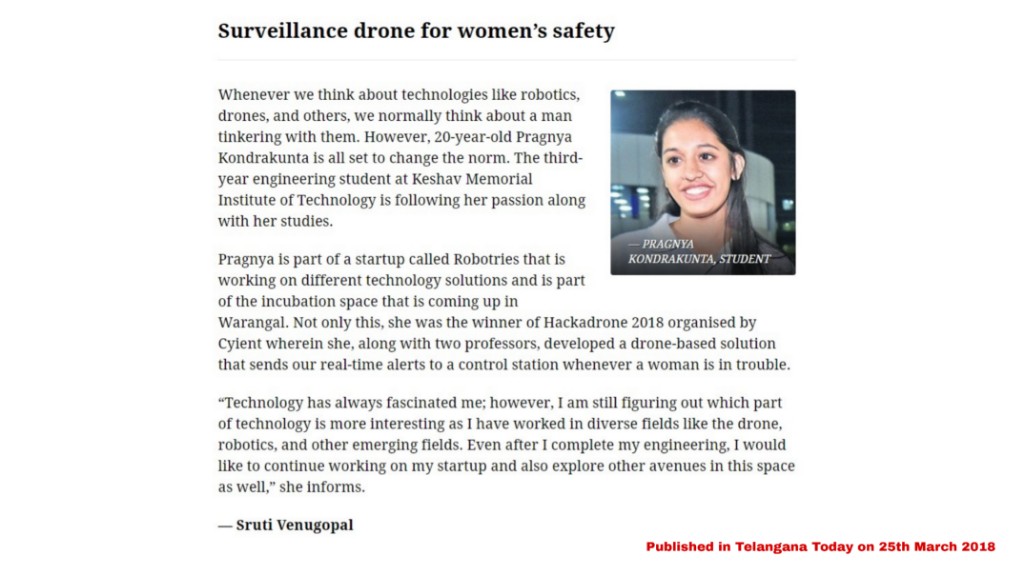 Surveillance drone for women’s safety
Whenever we think about technologies like robotics,
drones, and others, we normally think about a man
tinkering with them. However, 20-year-old Pragnya
Kondrakunta is all set to change the norm. The third-
year engineering student at Keshav Memorial
Institute of Technology is following her passion along
with her studies.
— PRAGNYA
KONDRAKUNTA, STUDENT
Pragnya is part of a startup called Robotries that is
working on different technology solutions and is part
of the incubation space that is coming up in
Warangal. Not only this, she was the winner of Hackadrone 2018 organised by
Cyient wherein she, along with two professors, developed a drone-based solution
that sends our real-time alerts to a control station whenever a woman is in trouble.
“Technology has always fascinated me; however, I am still figuring out which part
of technology is more interesting as I have worked in diverse fields like the drone,
robotics, and other emerging fields. Even after I complete my engineering, I would
like to continue working on my startup and also explore other avenues in this space
as well,” she informs.
— Sruti Venugopal
Published in Telangana Today on 25th March 2018